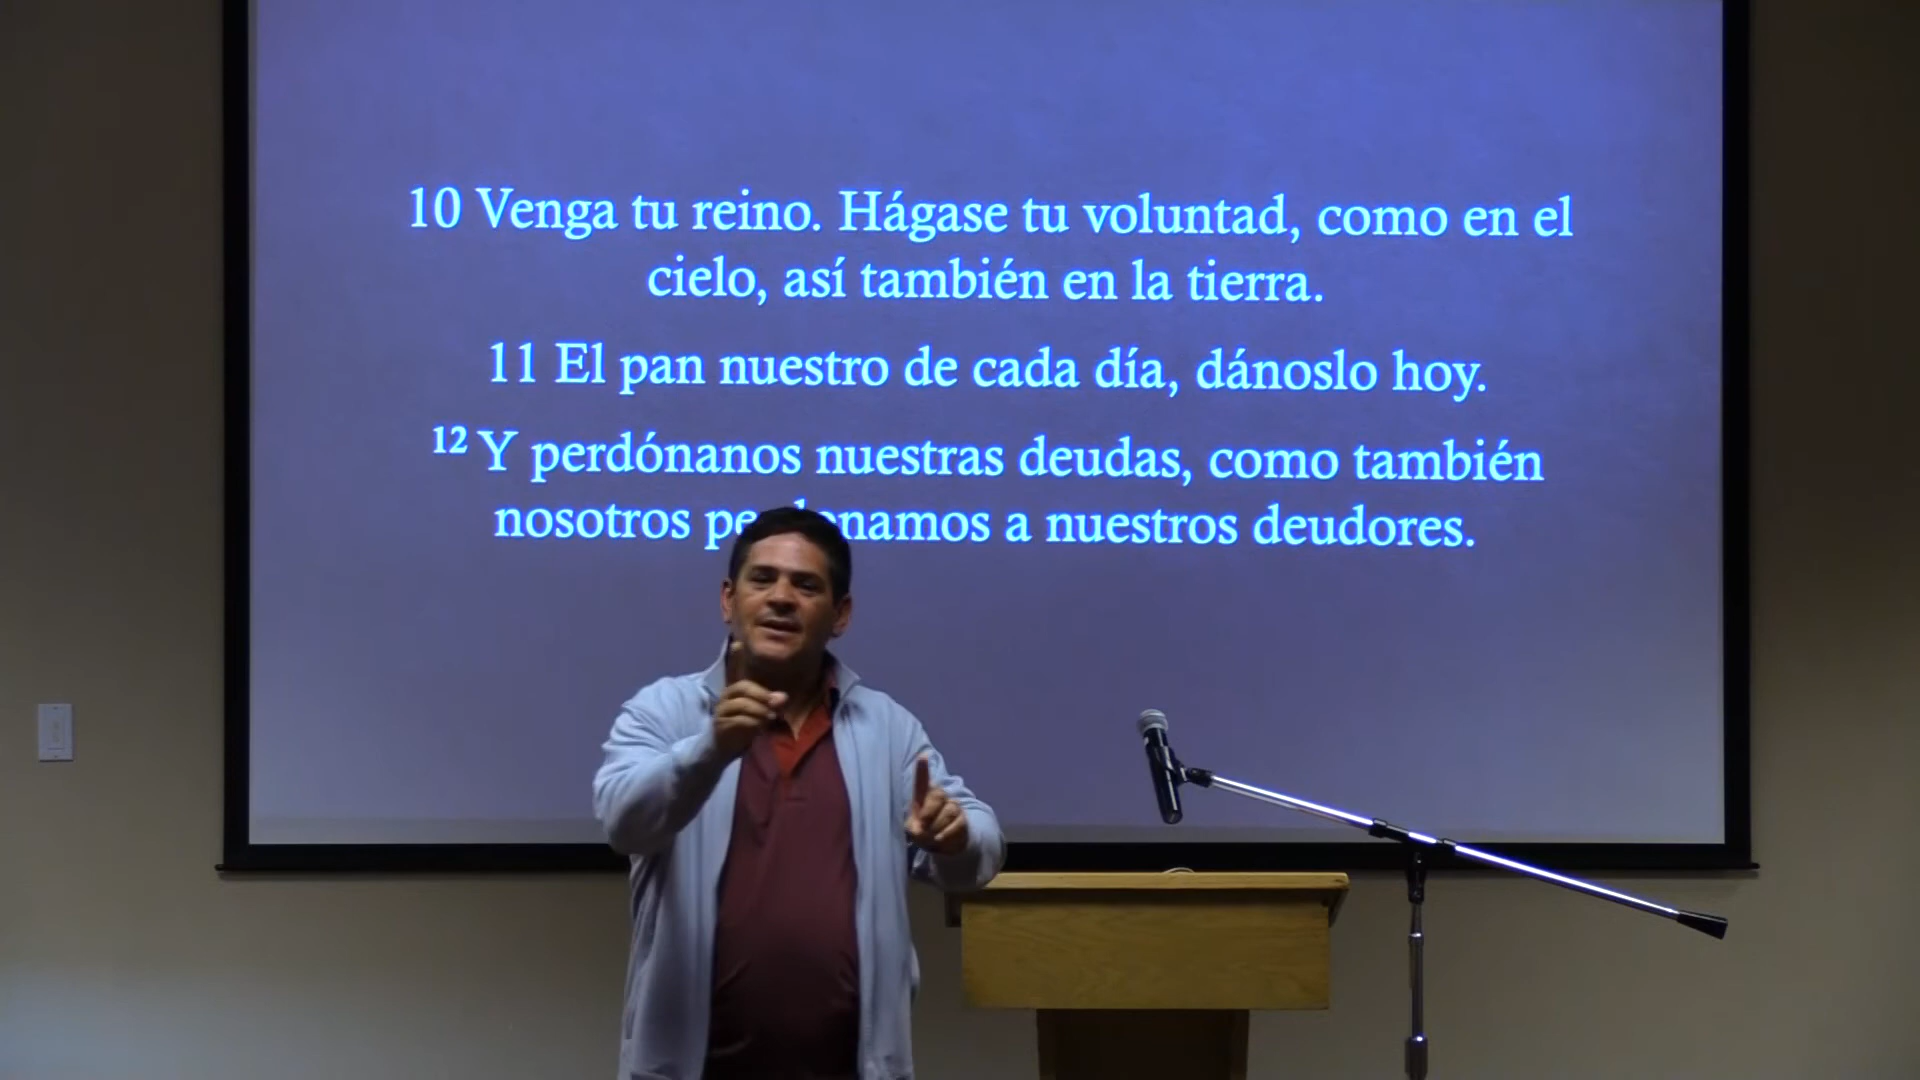 10 Venga tu reino. Hágase tu voluntad, como en el
cielo, así también en la tierra.
11 El pan nuestro de cada día, dánoslo hoy.
12 Y perdónanos nuestras deudas, como también
nosotros perdonamos a nuestros deudores.